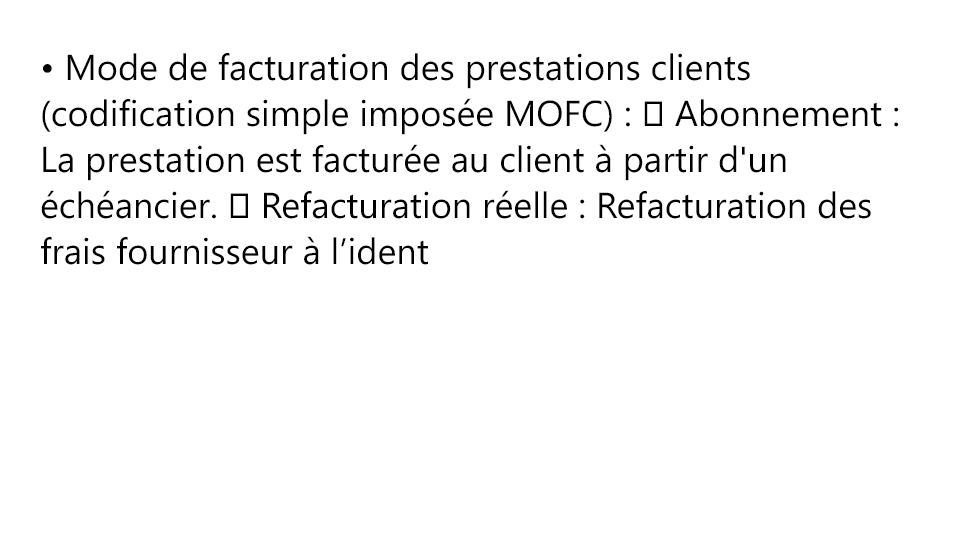 • Mode de facturation des prestations clients
(codification simple imposée MOFC) : 􀂃 Abonnement :
La prestation est facturée au client à partir d'un
échéancier. 􀂃 Refacturation réelle : Refacturation des
frais fournisseur à l’ident